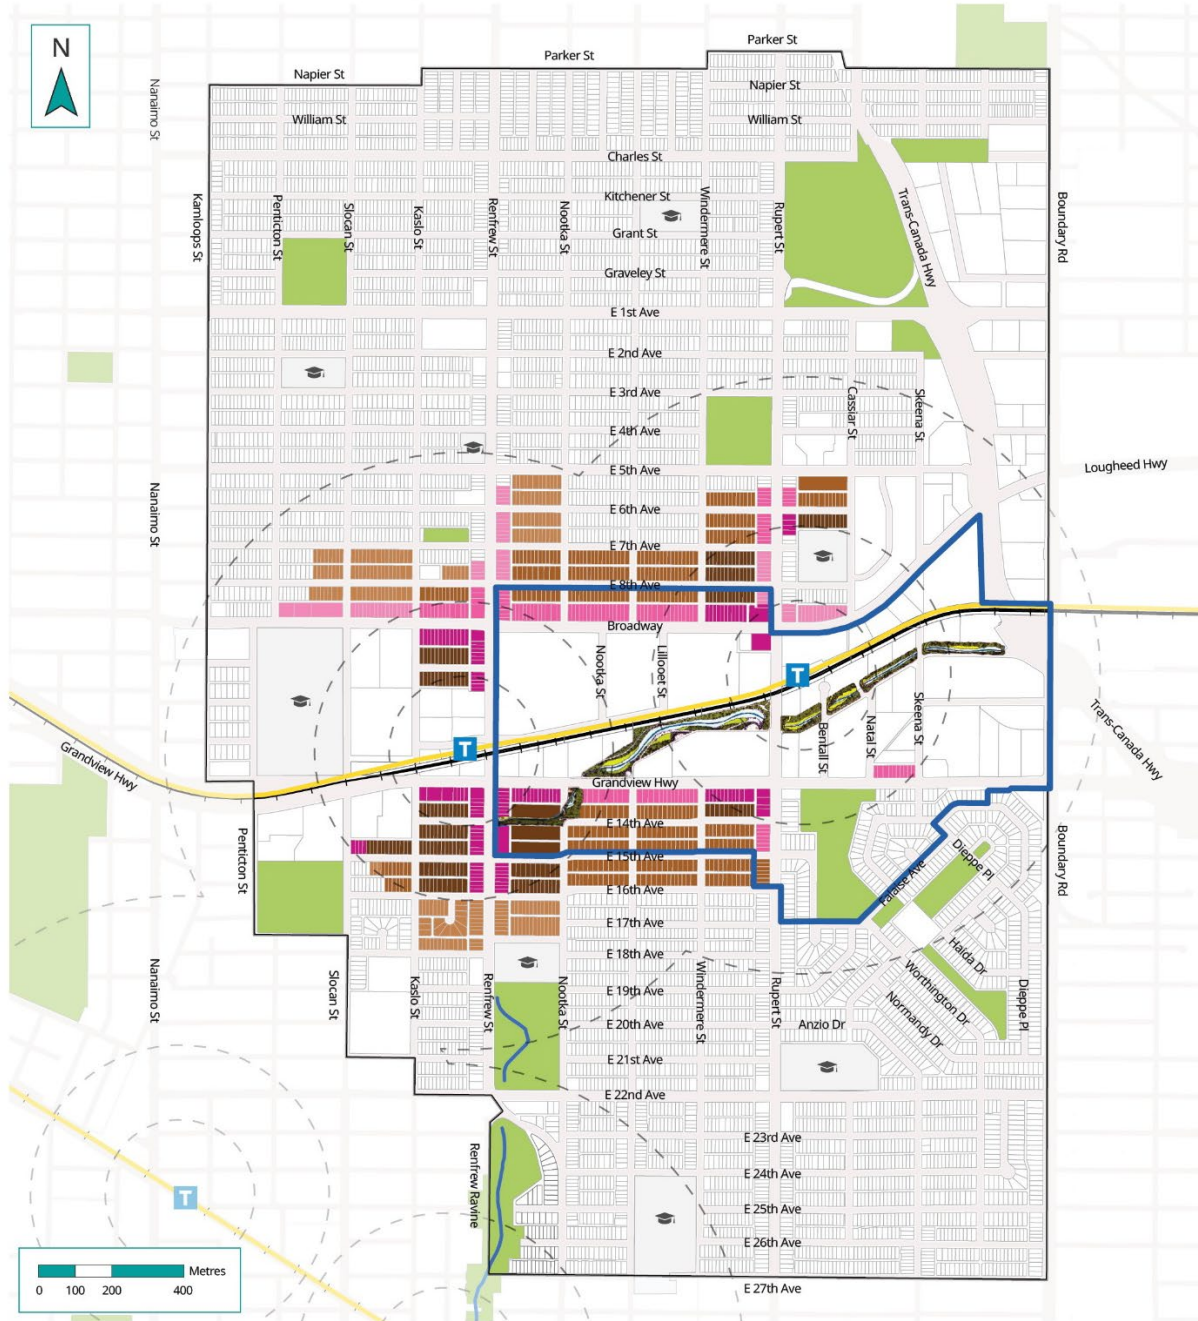 N
Parker St
Parker St
Napier St
Napier St
William St
William St
Nanaimo St
Charles St
Kitchener St
Kamloops St
Penticton St
Slocan St
Kaslo St
Renfrew St
Nootka St
Windermere St
Rupert St
Trans-Canada Hwy
Boundary Rd
Grant St
Graveley St
E 1st Ave
E 2nd Ave
E 3rd Ave
Cassiar St
Skeena St
E 4th Ave
E 5th Ave
Lougheed Hwy
Nanaimo St
E 6th Ave
E 7th Ave
E 8th Ave
Broadway
Nootka St
Lillooet St
T
T
Bentall St
Natal St
Skeena St
Trans-Canada Hwy
Grandview Hwy
Grandview Hwy
Penticton St
E 14th Ave
E 15th Ave
Boundary Rd
Dieppe Pl
Falaise Ave
E 16th Ave
E 17th Ave
E 18th Ave
Haida Dr
Nanaimo St
Slocan St
Kaslo St
Renfrew St
Nootka St
Windermere St
Rupert St
Worthington Dr
Dieppe Pl
E 19th Ave
Normandy Dr
E 20th Ave
Anzio Dr
E 21st Ave
E 22nd Ave
E 23rd Ave
Renfrew Ravine
E 24th Ave
T
E 25th Ave
E 26th Ave
E 27th Ave
Metres
0 100 200 400